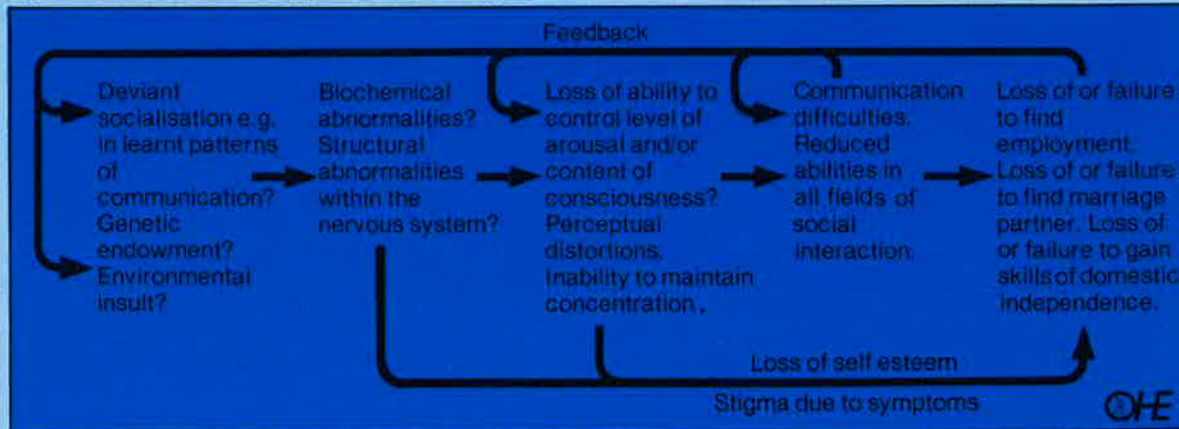 Feedback
Deviant
socialisation e.g.
in learnt patterns
of
communication?
Genetic
endowment?
Environmental
insult?
Biochemical
abnormalities?
Structural
abnormalities
within the
nervous system?
Loss of ability to
control level of
arousal and/or
content of
consciousness?
Perceptual
distortions.
Inability to maintain
concentration.
Communication
difficulties.
Reduced
abilities in
all fields of
social
interaction.
Loss of or failure
to find
employment.
Loss of or failure
to find marriage
partner. Loss of
or failure to gain
skills of domestic
independence.
Loss of self esteem
Stigma due to symptoms
OHE